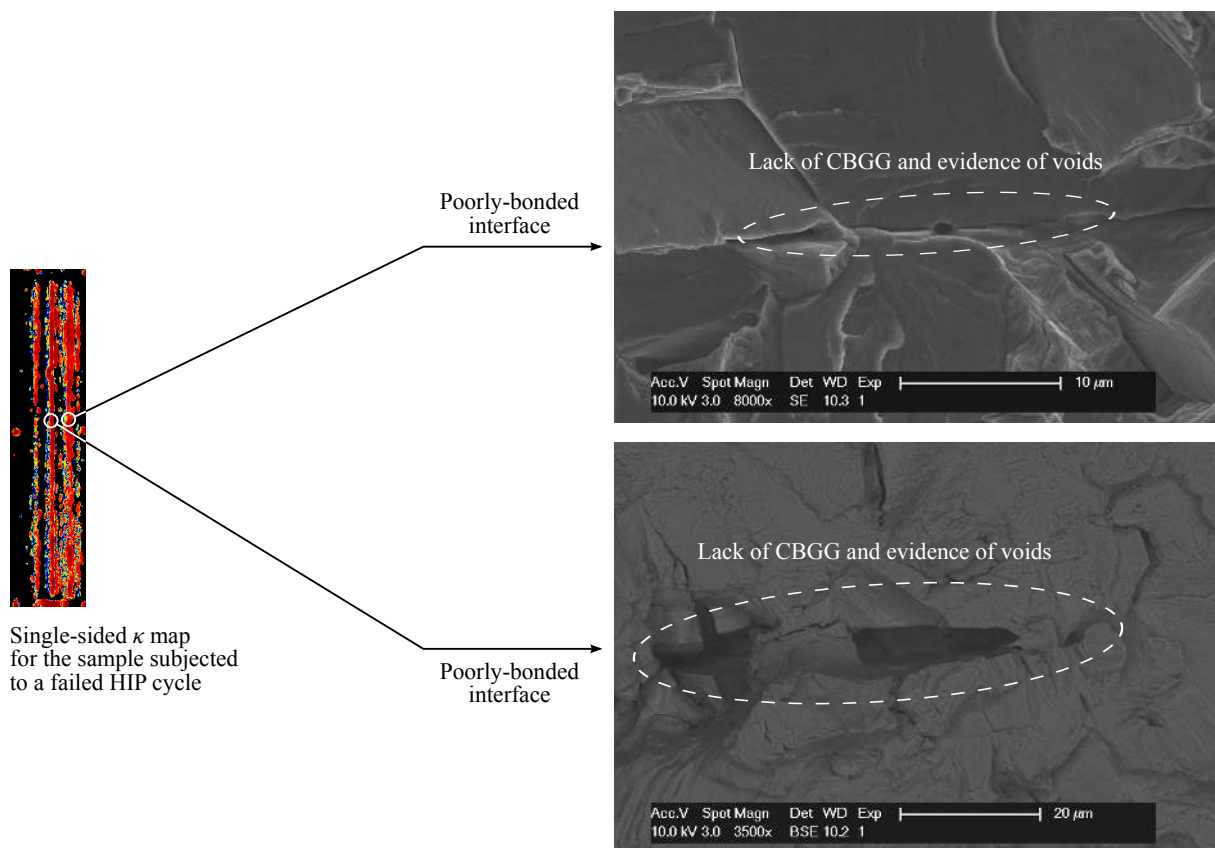 Lack of CBGG and evidence of voids
Poorly-bonded
interface
Acc.V Spot Magn Det WD Exp
10.0 kV 3.0 8000x SE 10.3 1
10 μm
Single-sided κ map
for the sample subjected
to a failed HIP cycle
Lack of CBGG and evidence of voids
Poorly-bonded
interface
Acc.V Spot Magn Det WD Exp
10.0 kV 3.0 3500x BSE 10.2 1
20 μm